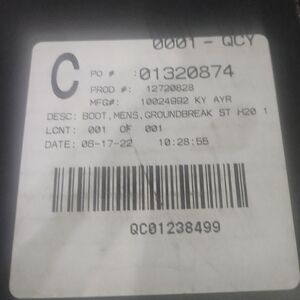 0001 - QCY
C PO # : 01320874
PROD #: 12720828
MFG#: 10024992 KY AYR
DESC: BOOT,MENS,GROUNDBREAK ST H20 1
LCNT: 001 OF 001
DATE: 08-17-22 10:28:55
QC01238499